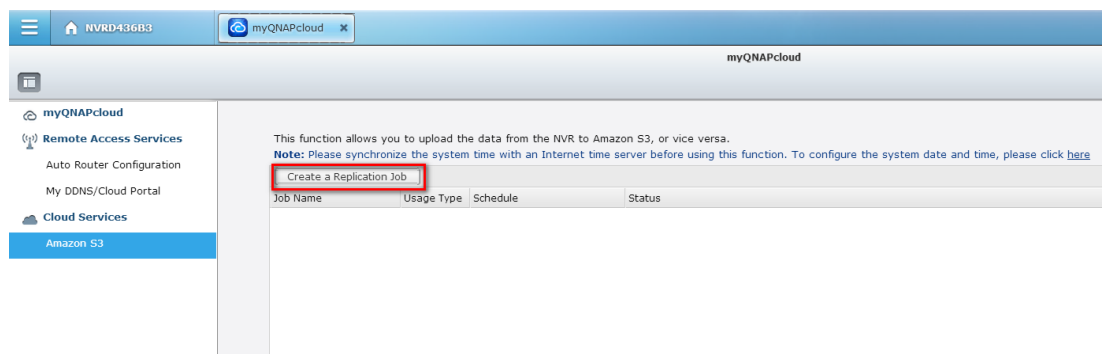 NVRD436B3
myQNAPcloud
myQNAPcloud
myQNAPcloud
Remote Access Services
Auto Router Configuration
My DDNS/Cloud Portal
Cloud Services
Amazon S3
This function allows you to upload the data from the NVR to Amazon S3, or vice versa.
Note: Please synchronize the system time with an Internet time server before using this function. To configure the system date and time, please click here
Create a Replication Job
Job Name Usage Type Schedule Status